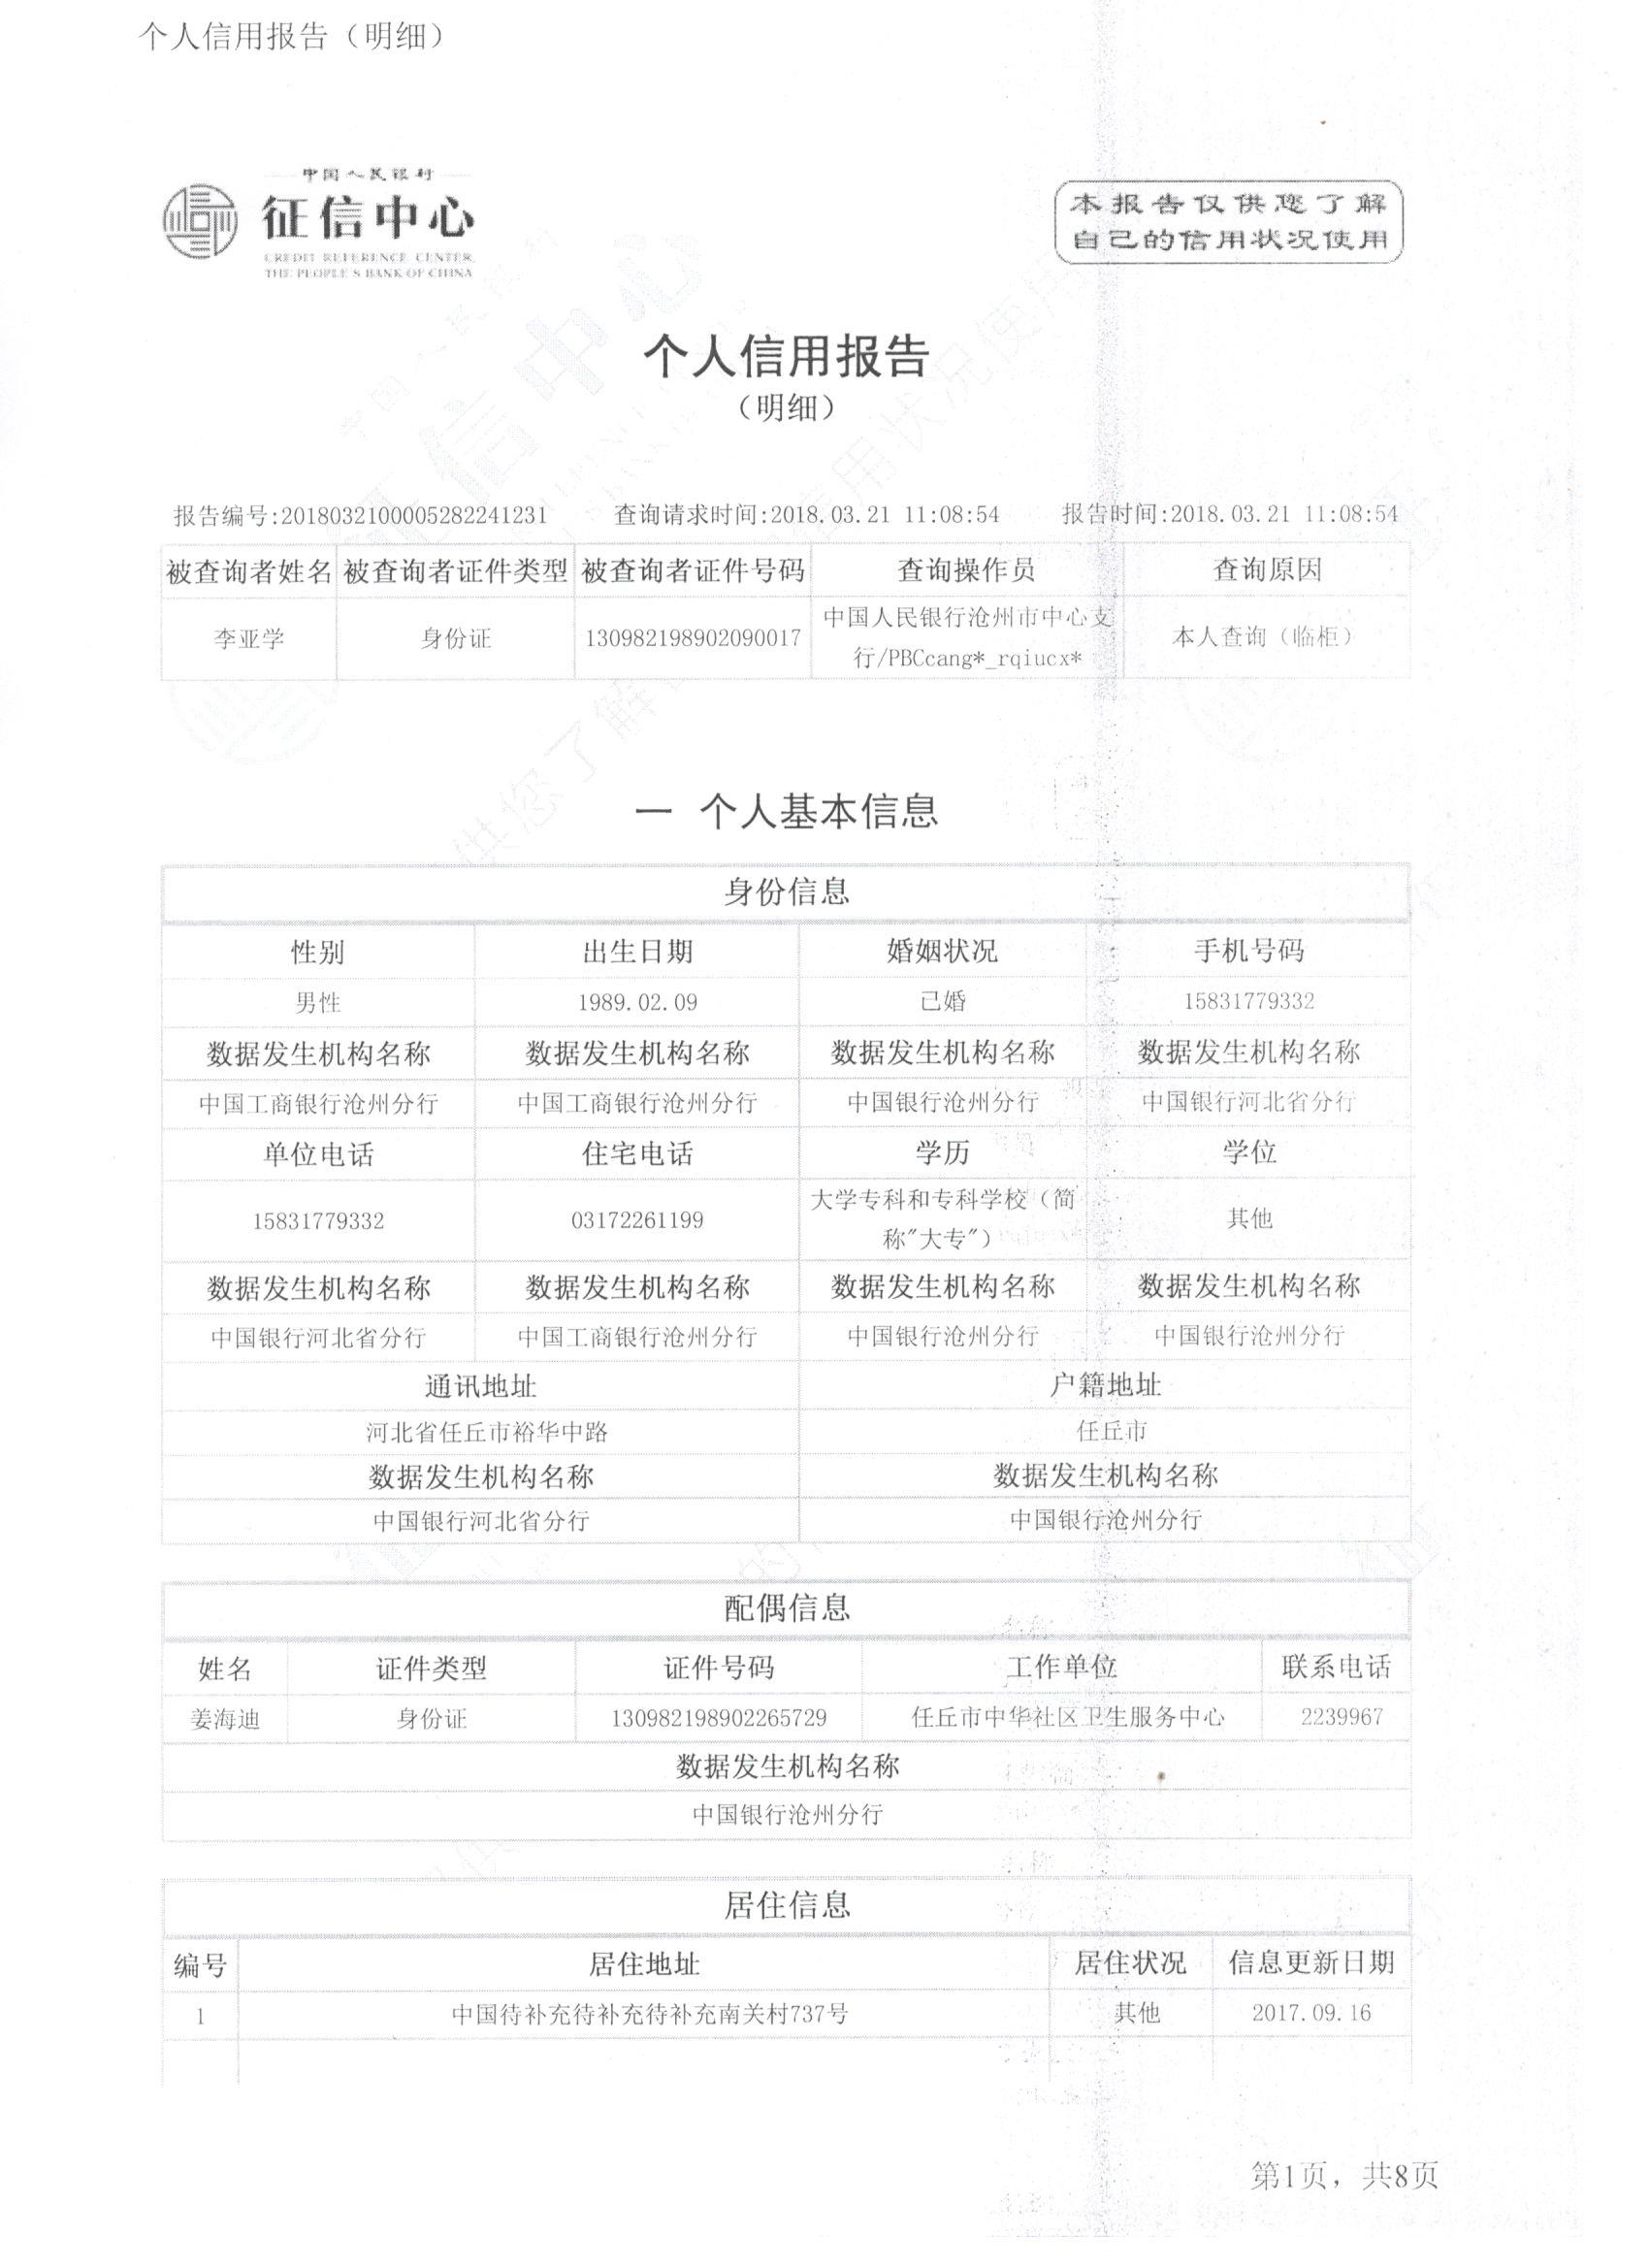 个人信用报告（明细）
中国人民银行
征信中心
CREDIT REFERENCE CENTER
THE PEOPLE'S BANK OF CHINA
本报告仅供您了解
自己的信用状况使用
个人信用报告
（明细）
报告编号:2018032100005282241231 查询请求时间:2018.03.21 11:08:54 报告时间:2018.03.21 11:08:54
被查询者姓名 被查询者证件类型 被查询者证件号码 查询操作员 查询原因
李亚学 身份证 130982198902090017 中国人民银行沧州市中心支 本人查询（临柜）
行/PBCcang*_rqiucx*
一 个人基本信息
身份信息
性别 出生日期 婚姻状况 手机号码
男性 1989.02.09 已婚 15831779332
数据发生机构名称 数据发生机构名称 数据发生机构名称 数据发生机构名称
中国工商银行沧州分行 中国工商银行沧州分行 中国银行沧州分行 中国银行河北省分行
单位电话 住宅电话 学历 学位
15831779332 03172261199 大学专科和专科学校（简 其他
称"大专"）
数据发生机构名称 数据发生机构名称 数据发生机构名称 数据发生机构名称
中国银行河北省分行 中国工商银行沧州分行 中国银行沧州分行 中国银行沧州分行
通讯地址 户籍地址
河北省任丘市裕华中路 任丘市
数据发生机构名称 数据发生机构名称
中国银行河北省分行 中国银行沧州分行
配偶信息
姓名 证件类型 证件号码 工作单位 联系电话
姜海迪 身份证 130982198902265729 任丘市中华社区卫生服务中心 2239967
数据发生机构名称
中国银行沧州分行
居住信息
编号 居住地址 居住状况 信息更新日期
1 中国待补充待补充待补充南关村737号 其他 2017.09.16
第1页，共8页